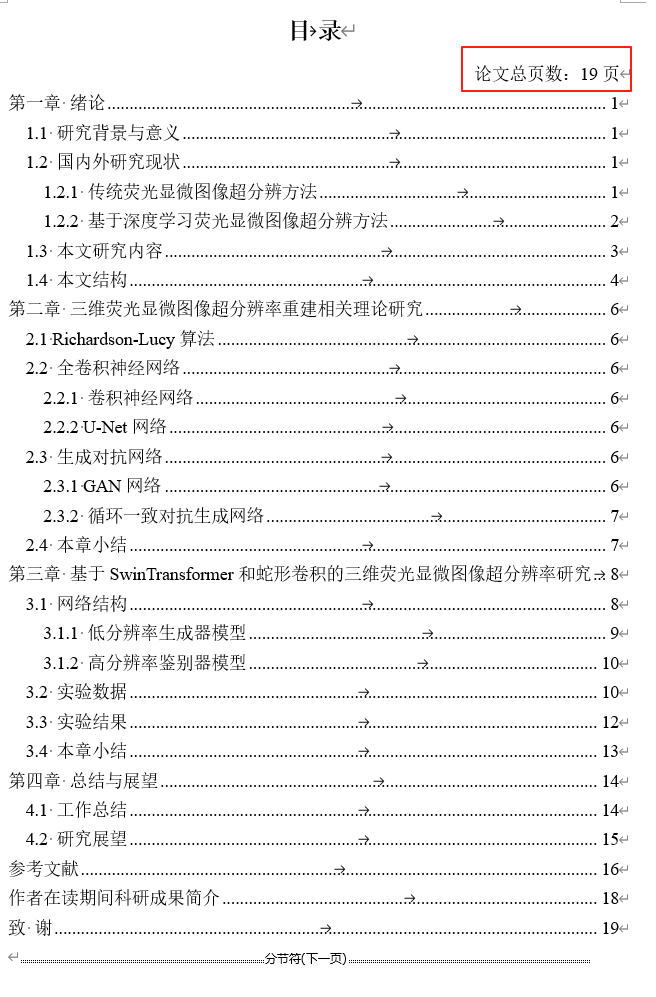 目录
论文总页数：19 页
第一章 绪论 1
1.1 研究背景与意义 1
1.2 国内外研究现状 1
1.2.1 传统荧光显微图像超分辨方法 1
1.2.2 基于深度学习荧光显微图像超分辨方法 2
1.3 本文研究内容 3
1.4 本文结构 4
第二章 三维荧光显微图像超分辨率重建相关理论研究 6
2.1 Richardson-Lucy 算法 6
2.2 全卷积神经网络 6
2.2.1 卷积神经网络 6
2.2.2 U-Net 网络 6
2.3 生成对抗网络 6
2.3.1 GAN 网络 6
2.3.2 循环一致对抗生成网络 7
2.4 本章小结 7
第三章 基于 SwinTransformer 和蛇形卷积的三维荧光显微图像超分辨率研究 8
3.1 网络结构 8
3.1.1 低分辨率生成器模型 9
3.1.2 高分辨率鉴别器模型 10
3.2 实验数据 10
3.3 实验结果 12
3.4 本章小结 13
第四章 总结与展望 14
4.1 工作总结 14
4.2 研究展望 15
参考文献 16
作者在读期间科研成果简介 18
致 谢 19
分节符(下一页)